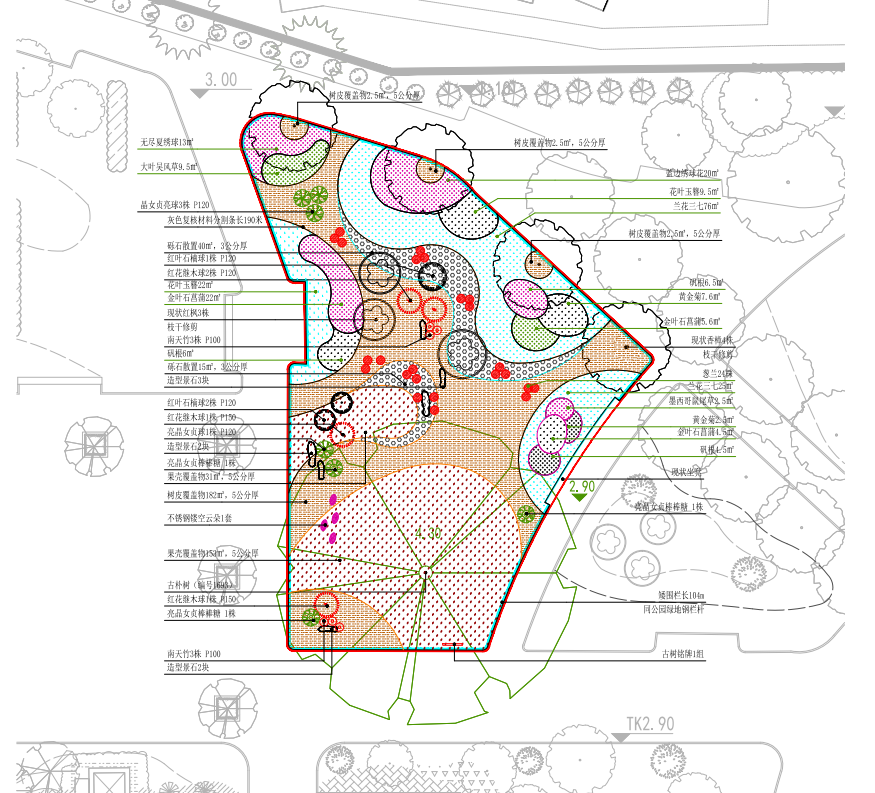 3.00
树皮覆盖物2.5㎡，5公分厚
无尽夏绣球13㎡
大叶吴风草9.5㎡
晶女贞亮球3株 P120
灰色复核材料分割条长190米
砾石散置40㎡，3公分厚
红叶石楠球1株 P120
红花继木球2株 P120
花叶玉簪22㎡
金叶石菖蒲22㎡
现状红枫3株
枝干修剪
南天竹3株 P100
矾根6㎡
砾石散置15㎡，3公分厚
造型景石3块
红叶石楠球2株 P120
红花继木球1株 P150
亮晶女贞球1株 P120
造型景石2块
亮晶女贞棒棒糖 1株
果壳覆盖物31㎡，5公分厚
树皮覆盖物182㎡，5公分厚
不锈钢镂空云朵1套
果壳覆盖物151㎡，5公分厚
古朴树（编号1693）
红花继木球1株 P150
亮晶女贞棒棒糖 1株
南天竹3株 P100
造型景石2块
树皮覆盖物2.5㎡，5公分厚
蓝边绣球花20㎡
花叶玉簪9.5㎡
兰花三七76㎡
树皮覆盖物2.5㎡，5公分厚
矾根6.5㎡
黄金菊7.6㎡
金叶石菖蒲5.6㎡
现状香樟4株
枝干修剪
葱兰24株
兰花三七25㎡
墨西哥鼠尾草2.5㎡
黄金菊2.5㎡
金叶石菖蒲4.5㎡
矾根4.5㎡
现状坐凳
2.90
亮晶女贞棒棒糖 1株
4.30
矮围栏长104m
同公园绿地钢栏杆
古树铭牌1组
TK2.90